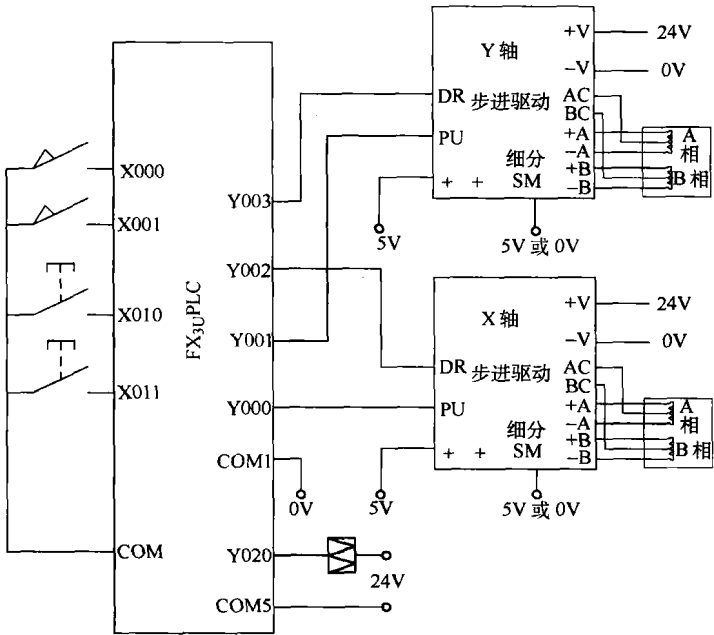 X000
X001
X010
X011
COM
FX3UPLC
Y003
Y002
Y001
Y000
COM1
Y020
COM5
0V
5V
24V
Y 轴
步进驱动
细分
SM
DR
PU
+ +
+V
-V
AC
BC
+A
-A
+B
-B
24V
0V
A
相
B 相
5V
5V 或 0V
X 轴
步进驱动
细分
SM
DR
PU
+ +
+V
-V
AC
BC
+A
-A
+B
-B
24V
0V
A
相
B 相
5V 或 0V